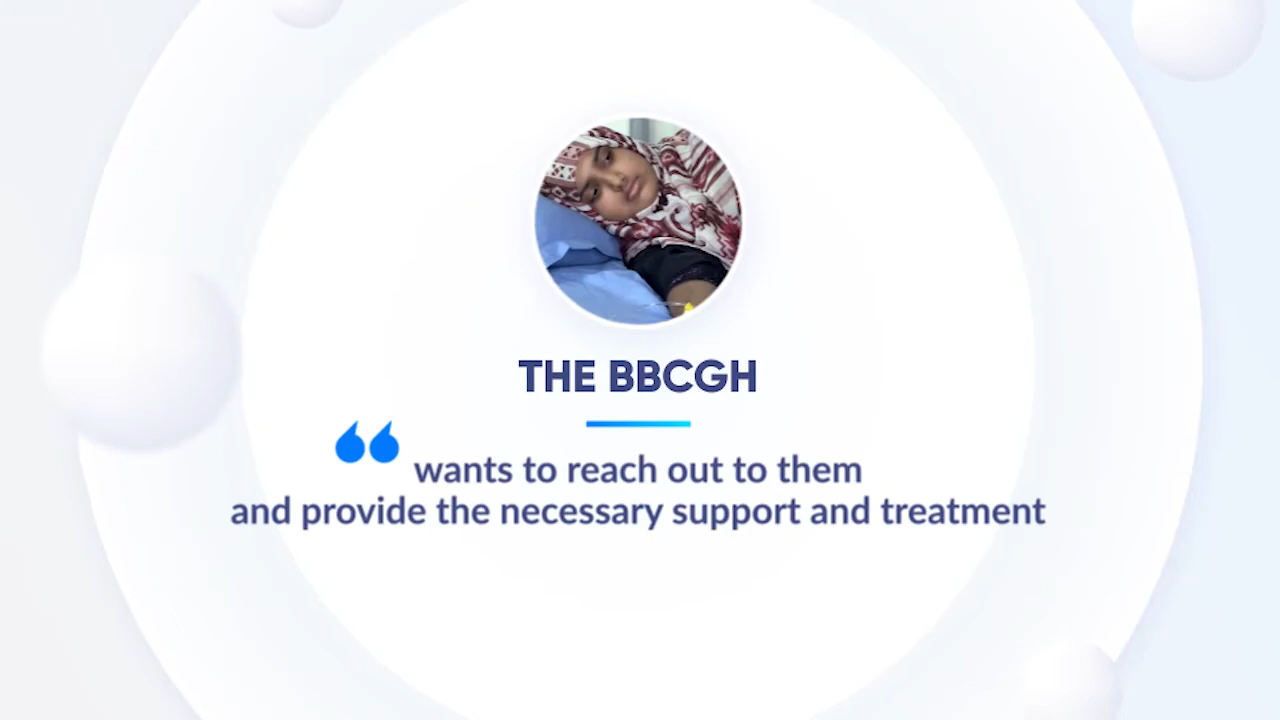 THE BBCGH
“ wants to reach out to them
and provide the necessary support and treatment